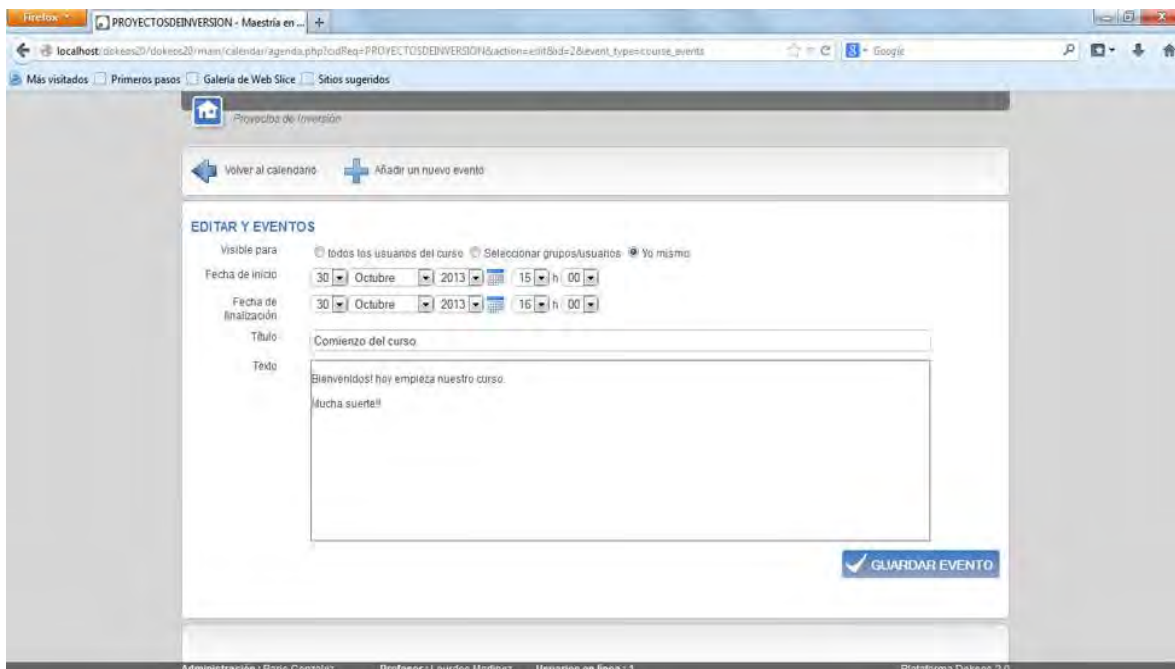 Firefox
PROYECTOSDEINVERSION - Maestría en ...
localhost/dokeos20/dokeos20/main/calendar/agenda.php?cidReq=PROYECTOSDEINVERSION&action=edit&id=2&event_type=course_events
Google
Más visitados Primeros pasos Galería de Web Slice Sitios sugeridos
Proyectos de Inversión
Volver al calendario Añadir un nuevo evento
EDITAR Y EVENTOS
Visible para todos los usuarios del curso Seleccionar grupos/usuarios Yo mismo
Fecha de inicio 30 Octubre 2013 15 h 00
Fecha de finalización 30 Octubre 2013 16 h 00
Título Comienzo del curso
Texto
Bienvenidos! hoy empieza nuestro curso.
Mucha suerte!!
GUARDAR EVENTO
Administración : González Profesor : Lourdes Martinez Usuarios en línea : 1 Plataforma Dokeos 2.0